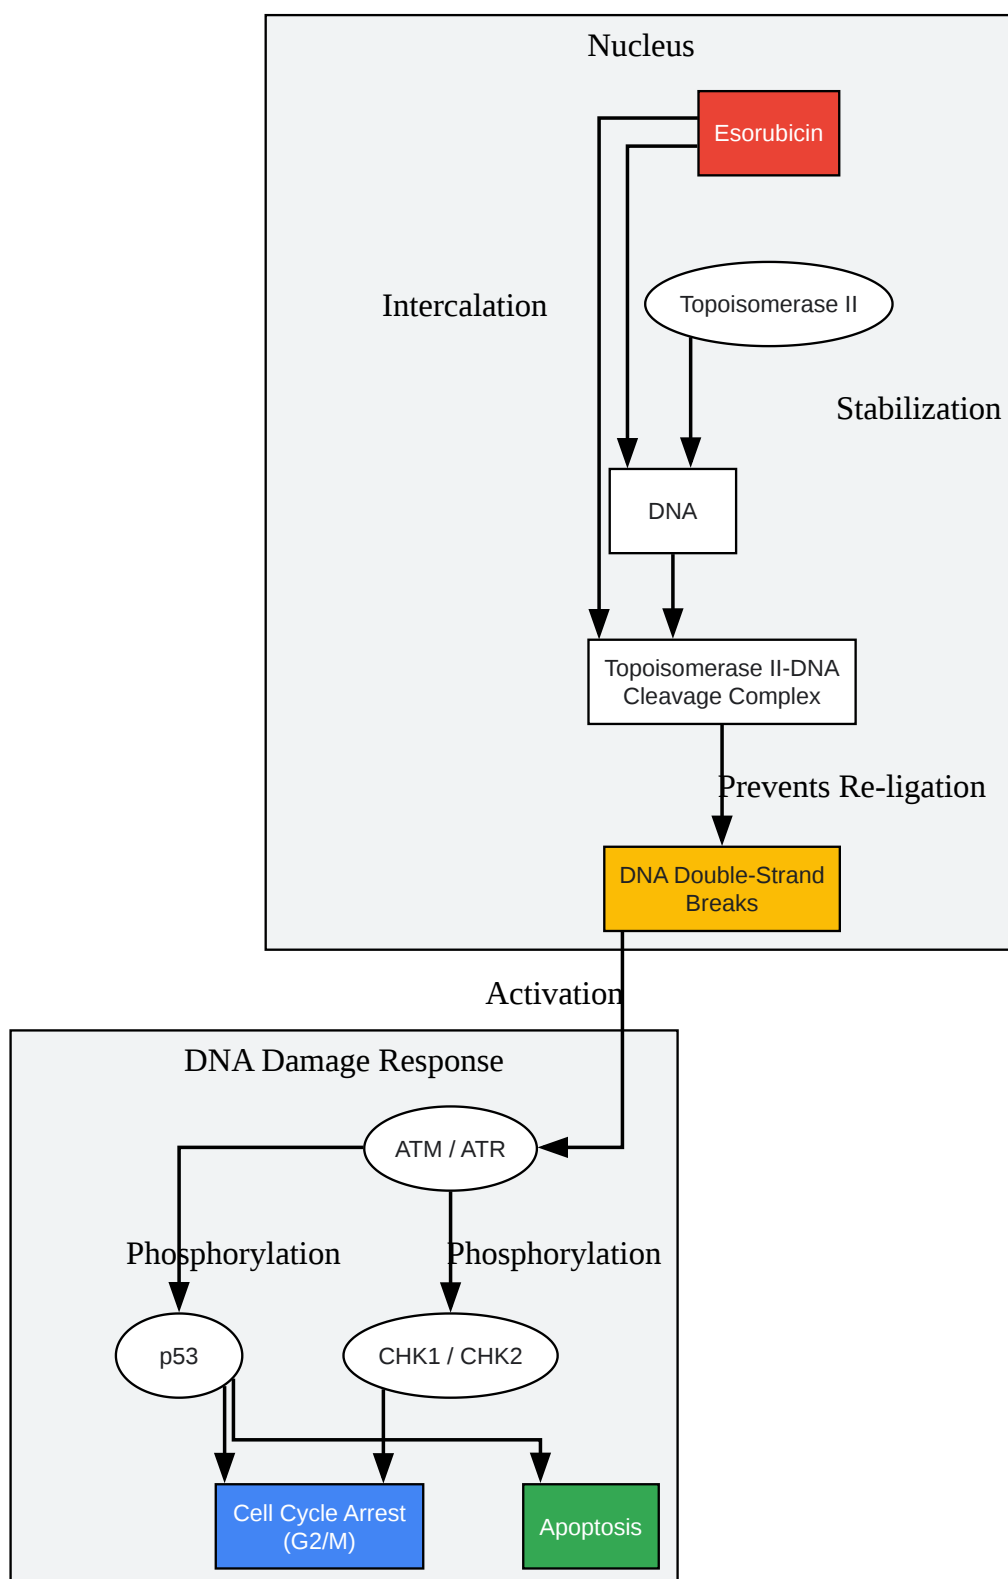 Nucleus
Esorubicin
Intercalation
Topoisomerase II
Stabilization
DNA
Topoisomerase II-DNA
Cleavage Complex
Prevents Re-ligation
DNA Double-Strand
Breaks
Activation
DNA Damage Response
ATM / ATR
Phosphorylation
Phosphorylation
p53
CHK1 / CHK2
Cell Cycle Arrest
(G2/M)
Apoptosis